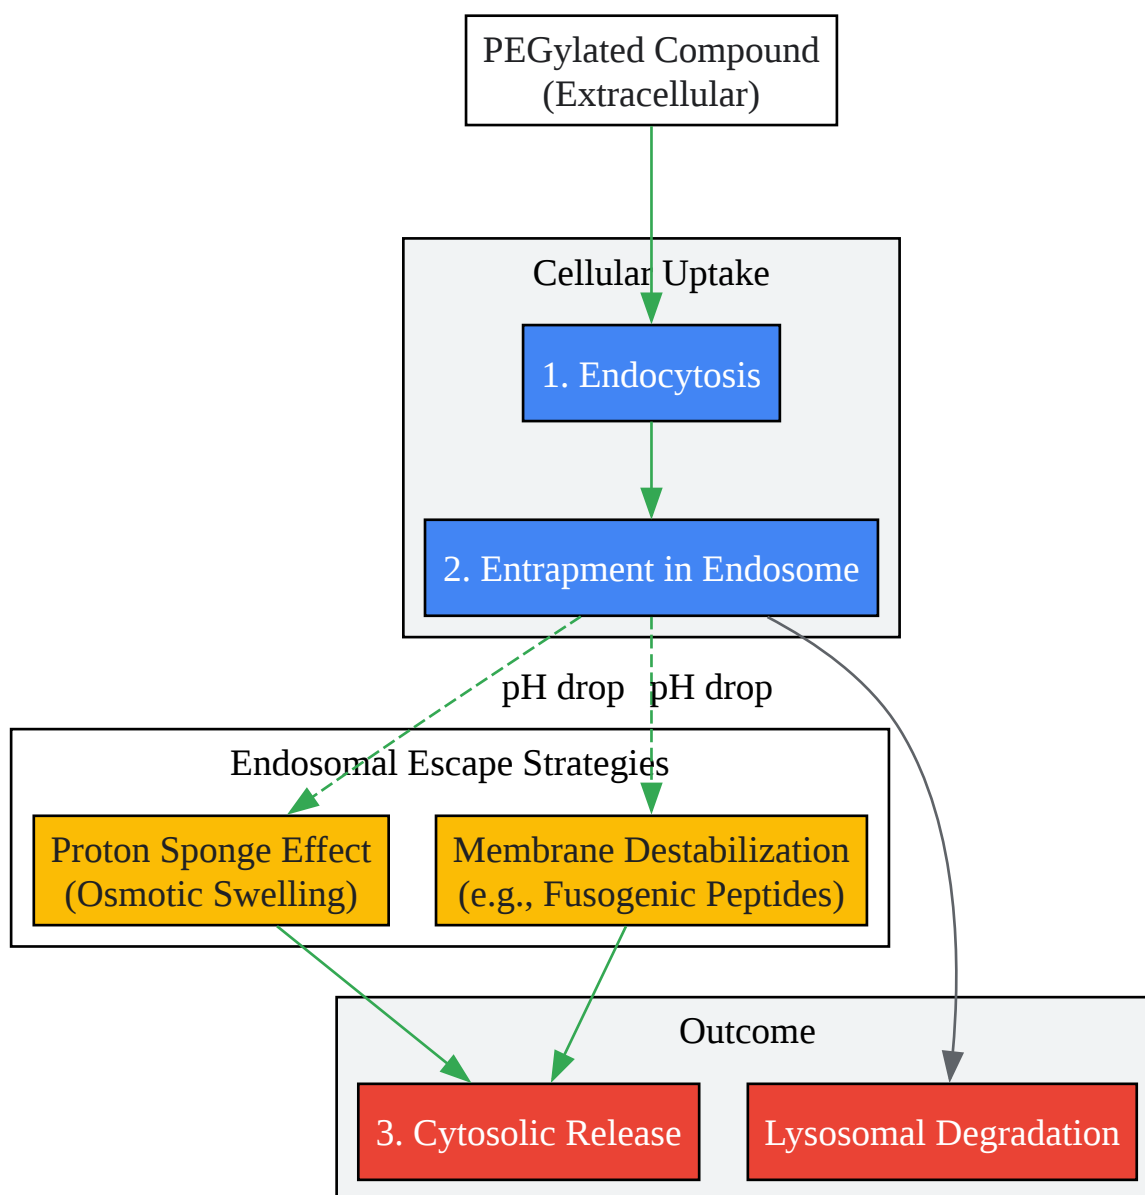 PEGylated Compound
(Extracellular)
Cellular Uptake
1. Endocytosis
2. Entrapment in Endosome
pH drop
pH drop
Endosomal Escape Strategies
Proton Sponge Effect
(Osmotic Swelling)
Membrane Destabilization
(e.g., Fusogenic Peptides)
Outcome
3. Cytosolic Release
Lysosomal Degradation